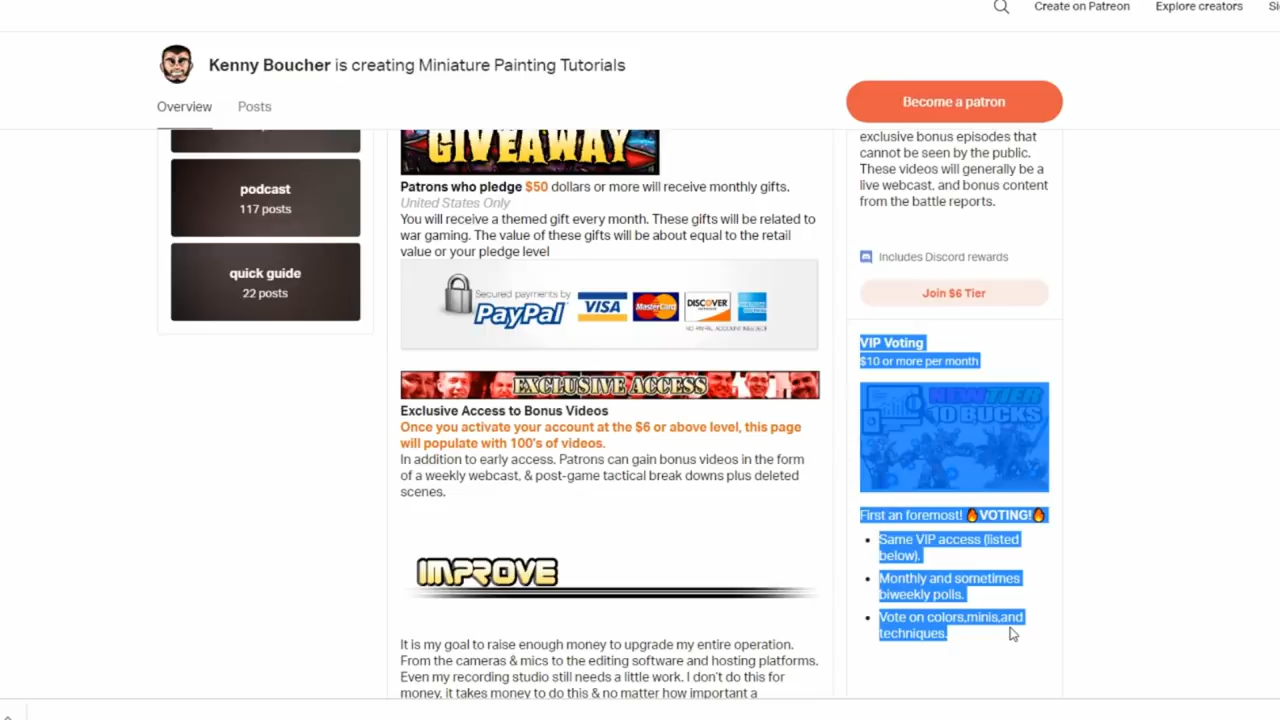 Create on Patreon
Explore creators
Kenny Boucher is creating Miniature Painting Tutorials
Overview
Posts
Become a patron
podcast
117 posts
quick guide
22 posts
GIVEAWAY
Patrons who pledge $50 dollars or more will receive monthly gifts.
United States Only
You will receive a themed gift every month. These gifts will be related to
war gaming. The value of these gifts will be about equal to the retail
value or your pledge level
Secured payments by
PayPal
VISA
MasterCard
DISCOVER
EXCLUSIVE ACCESS
Exclusive Access to Bonus Videos
Once you activate your account at the $6 or above level, this page
will populate with 100's of videos.
In addition to early access. Patrons can gain bonus videos in the form
of a weekly webcast, & post-game tactical break downs plus deleted
scenes.
IMPROVE
It is my goal to raise enough money to upgrade my entire operation.
From the cameras & mics to the editing software and hosting platforms.
Even my recording studio still needs a little work. I don't do this for
money, it takes money to do this & no matter how important a
exclusive bonus episodes that
cannot be seen by the public.
These videos will generally be a
live webcast, and bonus content
from the battle reports.
Includes Discord rewards
Join $6 Tier
VIP Voting
$10 or more per month
NEW TIER
10 BUCKS
First an foremost! 🔥VOTING!🔥
• Same VIP access (listed
below).
• Monthly and sometimes
biweekly polls.
• Vote on colors,minis,and
techniques.